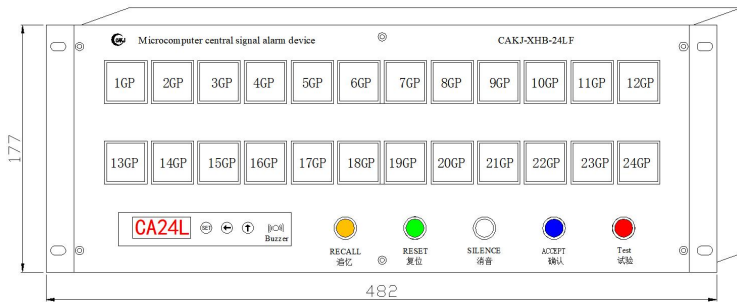 CAKJ Microcomputer central signal alarm device CAKJ-XHB-24LF
1GP 2GP 3GP 4GP 5GP 6GP 7GP 8GP 9GP 10GP 11GP 12GP
177
13GP 14GP 15GP 16GP 17GP 18GP 19GP 20GP 21GP 22GP 23GP 24GP
CA24L SET
Buzzer
RECALL RESET SILENCE ACCEPT Test
追忆 复位 消音 确认 试验
482